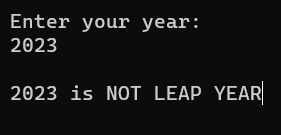 Enter your year:
2023
2023 is NOT LEAP YEAR